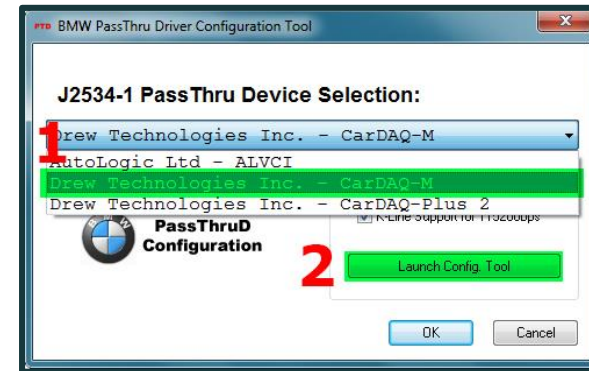 PTD BMW PassThru Driver Configuration Tool
J2534-1 PassThru Device Selection:
1
Drew Technologies Inc. - CarDAQ-M
AutoLogic Ltd - ALVCI
Drew Technologies Inc. - CarDAQ-M
Drew Technologies Inc. - CarDAQ-Plus 2
K-Line Support for 115200bps
PassThruD
Configuration
2
Launch Config. Tool
OK
Cancel